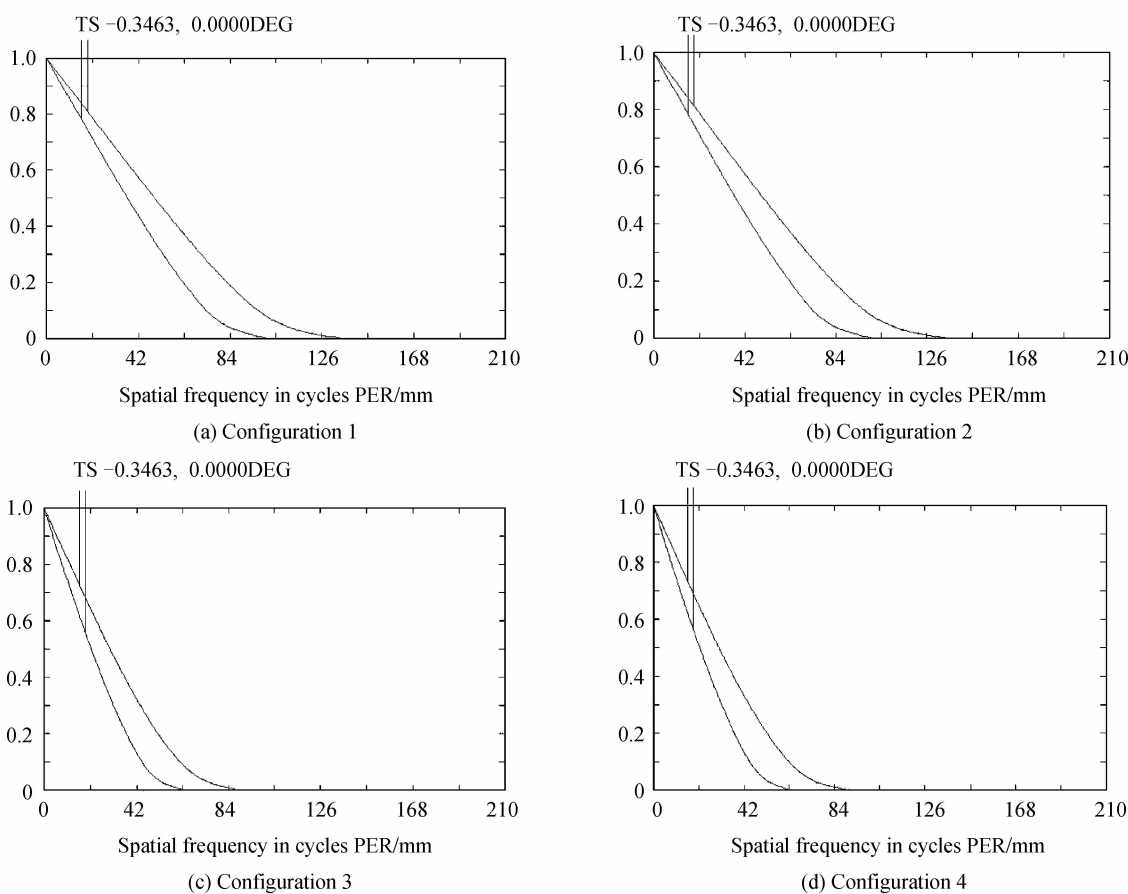 TS −0.3463, 0.0000DEG
1.0
0.8
0.6
0.4
0.2
0
0 42 84 126 168 210
Spatial frequency in cycles PER/mm
(a) Configuration 1
TS −0.3463, 0.0000DEG
1.0
0.8
0.6
0.4
0.2
0
0 42 84 126 168 210
Spatial frequency in cycles PER/mm
(b) Configuration 2
TS −0.3463, 0.0000DEG
1.0
0.8
0.6
0.4
0.2
0
0 42 84 126 168 210
Spatial frequency in cycles PER/mm
(c) Configuration 3
TS −0.3463, 0.0000DEG
1.0
0.8
0.6
0.4
0.2
0
0 42 84 126 168 210
Spatial frequency in cycles PER/mm
(d) Configuration 4